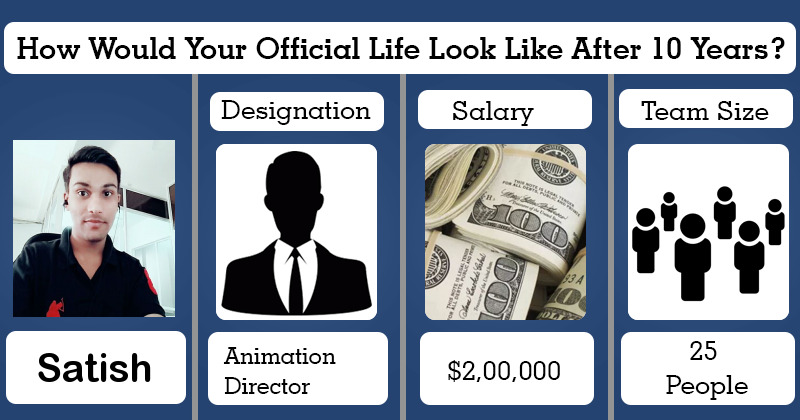 How Would Your Official Life Look Like After 10 Years?
Designation
Salary
Team Size
100
Satish
Animation
Director
$2,00,000
25
People